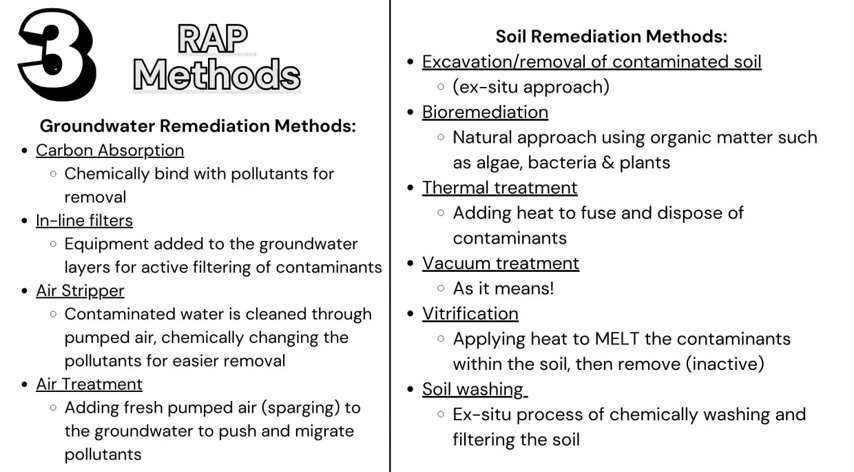 3
RAP
Methods
Groundwater Remediation Methods:
• Carbon Absorption
◦ Chemically bind with pollutants for
removal
• In-line filters
◦ Equipment added to the groundwater
layers for active filtering of contaminants
• Air Stripper
◦ Contaminated water is cleaned through
pumped air, chemically changing the
pollutants for easier removal
• Air Treatment
◦ Adding fresh pumped air (sparging) to
the groundwater to push and migrate
pollutants
Soil Remediation Methods:
• Excavation/removal of contaminated soil
◦ (ex-situ approach)
• Bioremediation
◦ Natural approach using organic matter such
as algae, bacteria & plants
• Thermal treatment
◦ Adding heat to fuse and dispose of
contaminants
• Vacuum treatment
◦ As it means!
• Vitrification
◦ Applying heat to MELT the contaminants
within the soil, then remove (inactive)
• Soil washing
◦ Ex-situ process of chemically washing and
filtering the soil